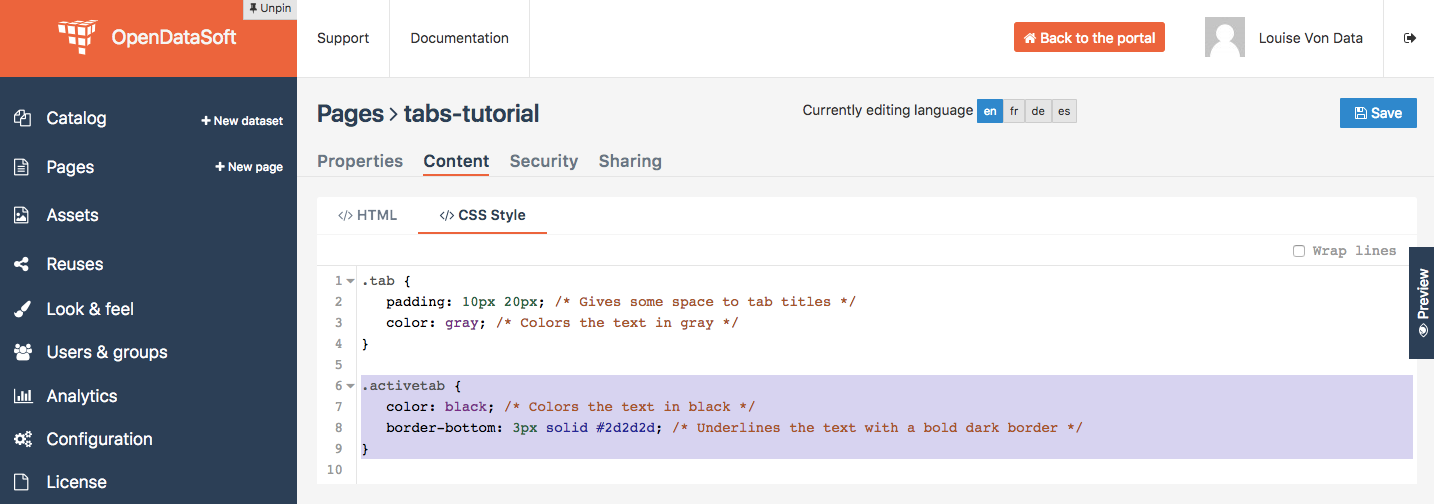 Unpin
OpenDataSoft
Support
Documentation
Back to the portal
Louise Von Data
Catalog
+ New dataset
Pages
+ New page
Assets
Reuses
Look & feel
Users & groups
Analytics
Configuration
License
Pages > tabs-tutorial
Currently editing language en fr de es
Save
Properties Content Security Sharing
</> HTML </> CSS Style
Wrap lines
1 .tab {
2 padding: 10px 20px; /* Gives some space to tab titles */
3 color: gray; /* Colors the text in gray */
4 }
5
6 .activetab {
7 color: black; /* Colors the text in black */
8 border-bottom: 3px solid #2d2d2d; /* Underlines the text with a bold dark border */
9 }
10
Preview